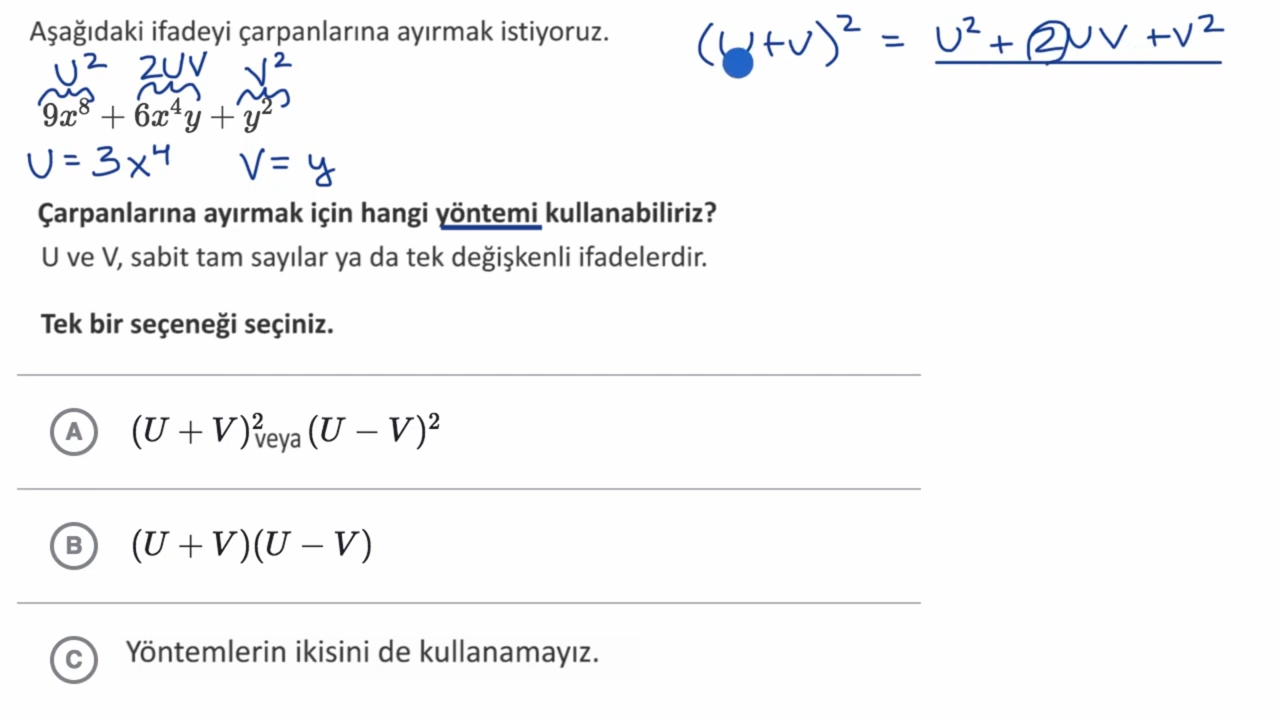 Aşağıdaki ifadeyi çarpanlarına ayırmak istiyoruz.
(U+V)² = U² + 2UV + V²
U² 2UV V²
9x⁸ + 6x⁴y + y²
U = 3x⁴ V = y
Çarpanlarına ayırmak için hangi yöntemi kullanabiliriz?
U ve V, sabit tam sayılar ya da tek değişkenli ifadelerdir.
Tek bir seçeneği seçiniz.
A (U + V)² veya (U − V)²
B (U + V)(U − V)
C Yöntemlerin ikisini de kullanamayız.